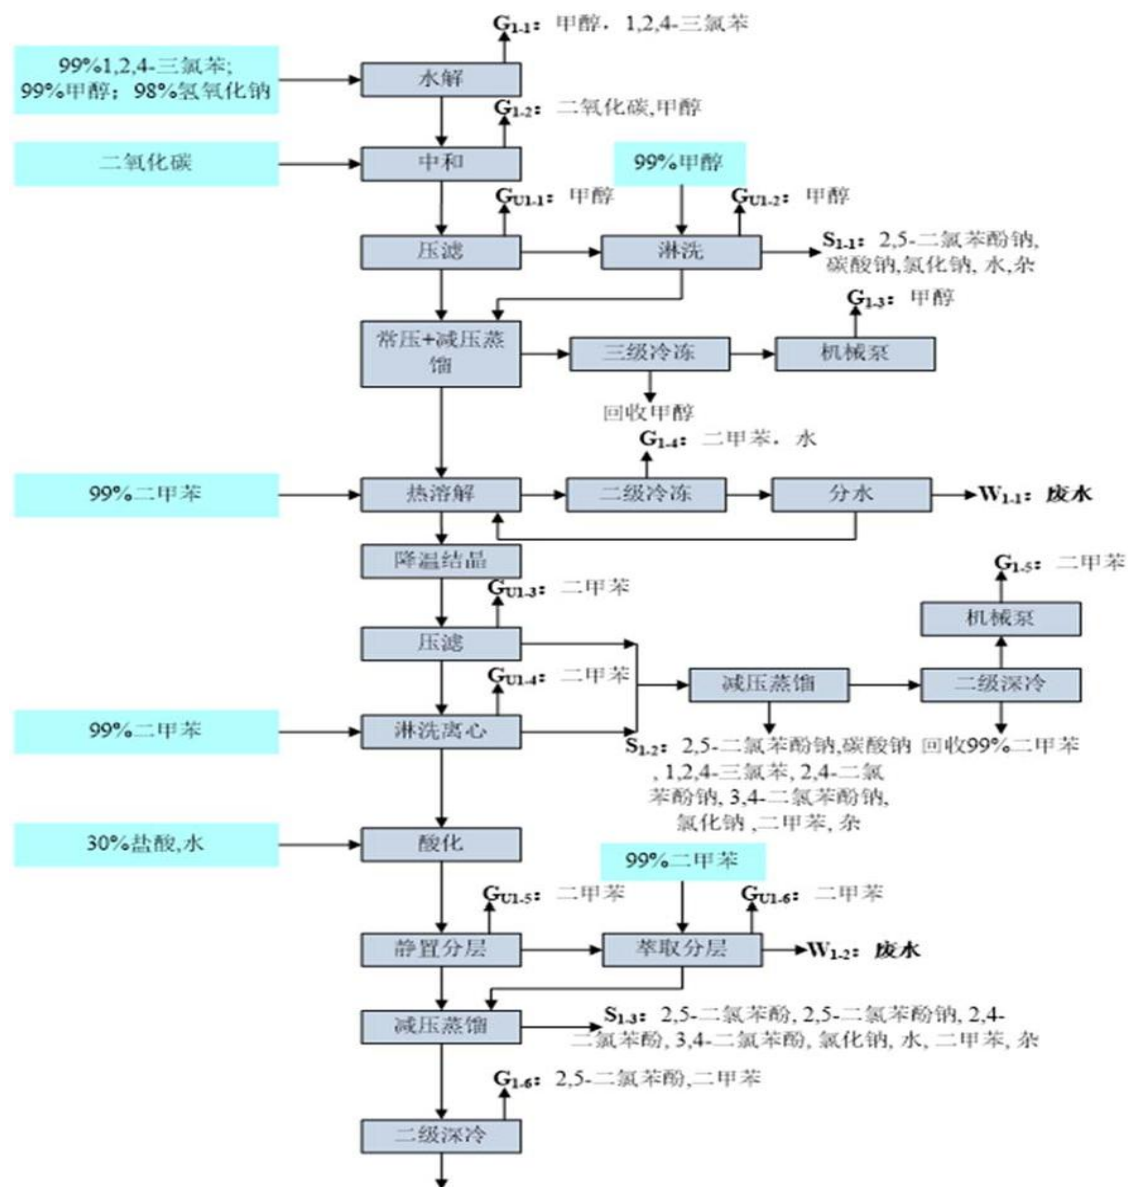 G1-1：甲醇，1,2,4-三氯苯
99%1,2,4-三氯苯;
99%甲醇；98%氢氧化钠
水解
G1-2：二氧化碳,甲醇
二氧化碳
中和
99%甲醇
GU1-1：甲醇
GU1-2：甲醇
压滤
淋洗
S1-1：2,5-二氯苯酚钠,
碳酸钠,氯化钠, 水,杂
G1-3：甲醇
常压+减压蒸
馏
三级冷冻
机械泵
回收甲醇
G1-4：二甲苯，水
99%二甲苯
热溶解
二级冷冻
分水
W1-1：废水
降温结晶
G1-5：二甲苯
GU1-3：二甲苯
机械泵
压滤
GU1-4：二甲苯
减压蒸馏
二级深冷
99%二甲苯
淋洗离心
S1-2：2,5-二氯苯酚钠,碳酸钠
, 1,2,4-三氯苯, 2,4-二氯
苯酚钠, 3,4-二氯苯酚钠,
氯化钠 ,二甲苯, 杂
回收99%二甲苯
30%盐酸,水
酸化
99%二甲苯
GU1-5：二甲苯
GU1-6：二甲苯
静置分层
萃取分层
W1-2：废水
减压蒸馏
S1-3：2,5-二氯苯酚, 2,5-二氯苯酚钠, 2,4-
二氯苯酚, 3,4-二氯苯酚, 氯化钠, 水, 二甲苯, 杂
G1-6：2,5-二氯苯酚,二甲苯
二级深冷